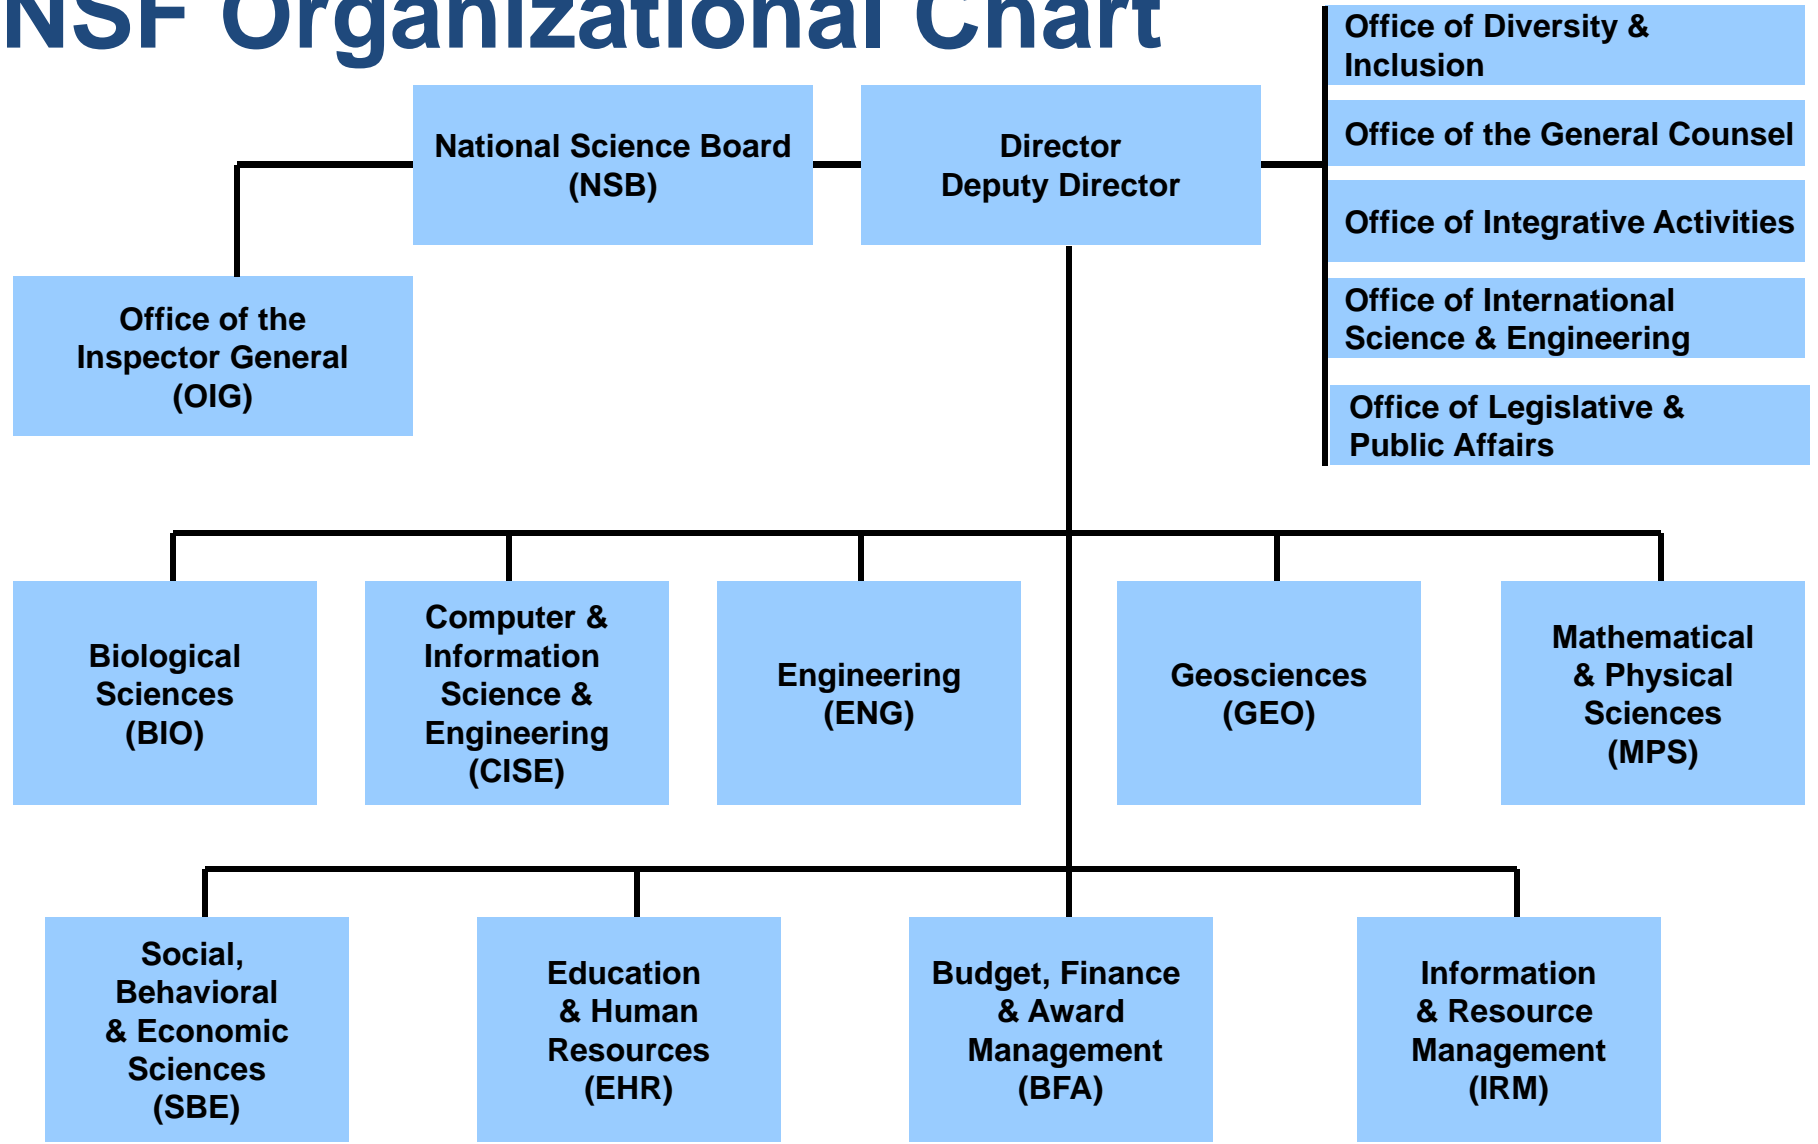 NSF Organizational Chart
Office of Diversity &
Inclusion
National Science Board
(NSB)
Director
Deputy Director
Office of the General Counsel
Office of Integrative Activities
Office of the
Inspector General
(OIG)
Office of International
Science & Engineering
Office of Legislative &
Public Affairs
Biological
Sciences
(BIO)
Computer &
Information
Science &
Engineering
(CISE)
Engineering
(ENG)
Geosciences
(GEO)
Mathematical
& Physical
Sciences
(MPS)
Social,
Behavioral
& Economic
Sciences
(SBE)
Education
& Human
Resources
(EHR)
Budget, Finance
& Award
Management
(BFA)
Information
& Resource
Management
(IRM)